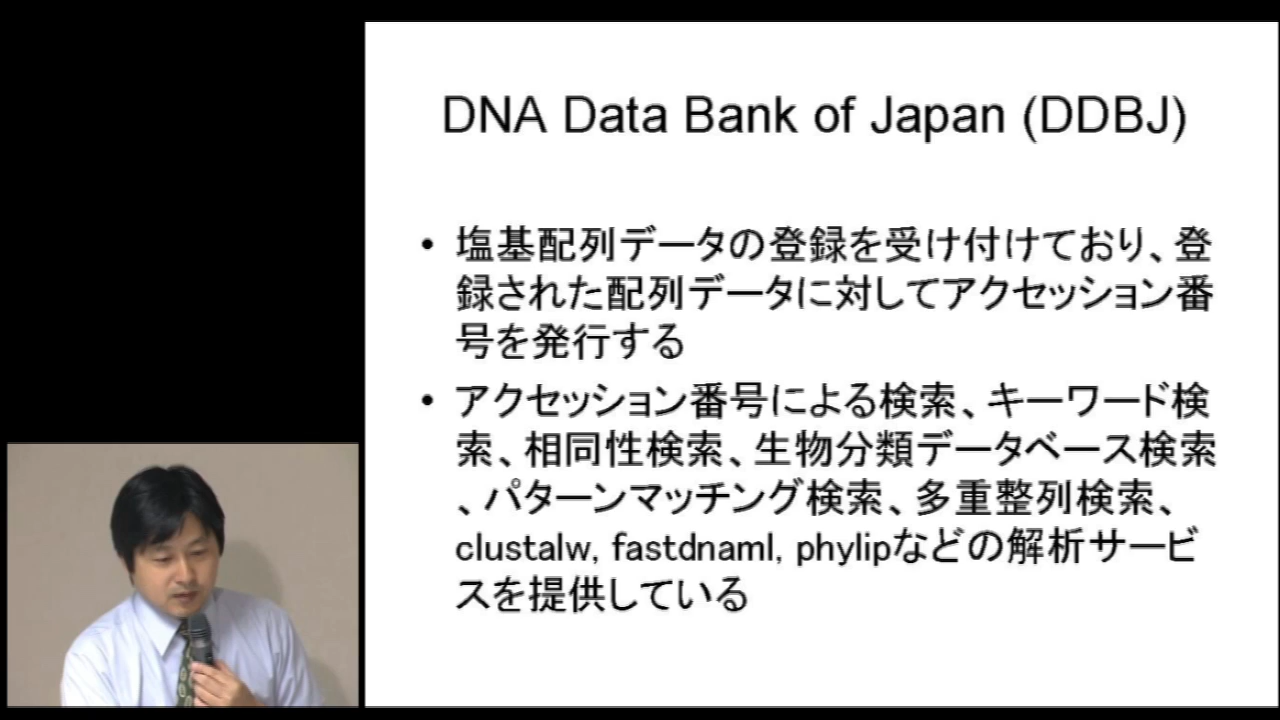 DNA Data Bank of Japan (DDBJ)
• 塩基配列データの登録を受け付けており、登
録された配列データに対してアクセッション番
号を発行する
• アクセッション番号による検索、キーワード検
索、相同性検索、生物分類データベース検索
、パターンマッチング検索、多重整列検索、
clustalw, fastdnaml, phylipなどの解析サービ
スを提供している